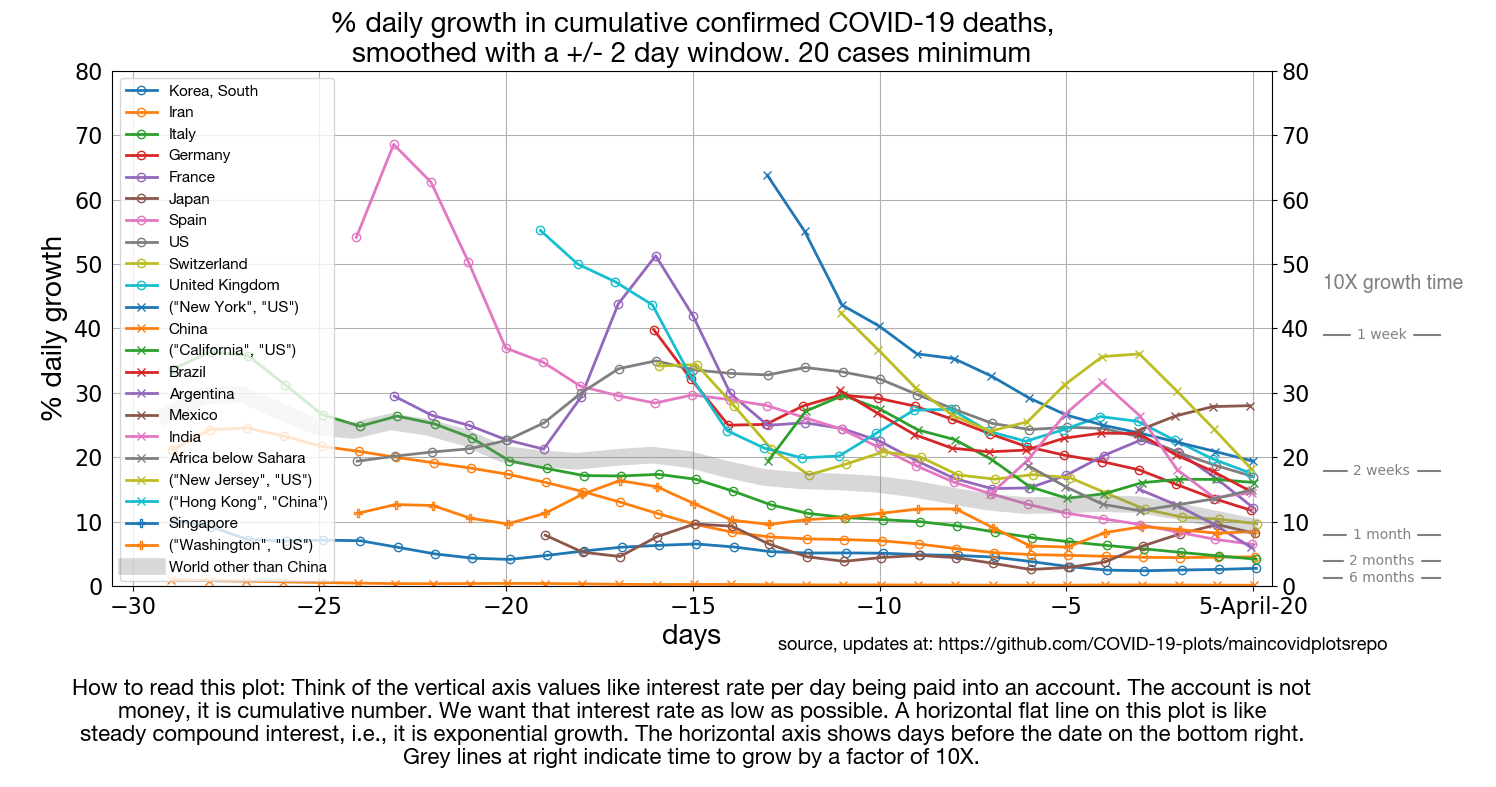 % daily growth in cumulative confirmed COVID-19 deaths,
smoothed with a +/- 2 day window. 20 cases minimum
80
70
60
50
40
30
20
10
0
% daily growth
Korea, South
Iran
Italy
Germany
France
Japan
Spain
US
Switzerland
United Kingdom
("New York", "US")
China
("California", "US")
Brazil
Argentina
Mexico
India
Africa below Sahara
("New Jersey", "US")
("Hong Kong", "China")
Singapore
("Washington", "US")
World other than China
80
70
60
50
40
30
20
10
0
10X growth time
1 week
2 weeks
1 month
2 months
6 months
−30 −25 −20 −15 −10 −5 5-April-20
days
source, updates at: https://github.com/COVID-19-plots/maincovidplotsrepo
How to read this plot: Think of the vertical axis values like interest rate per day being paid into an account. The account is not
money, it is cumulative number. We want that interest rate as low as possible. A horizontal flat line on this plot is like
steady compound interest, i.e., it is exponential growth. The horizontal axis shows days before the date on the bottom right.
Grey lines at right indicate time to grow by a factor of 10X.